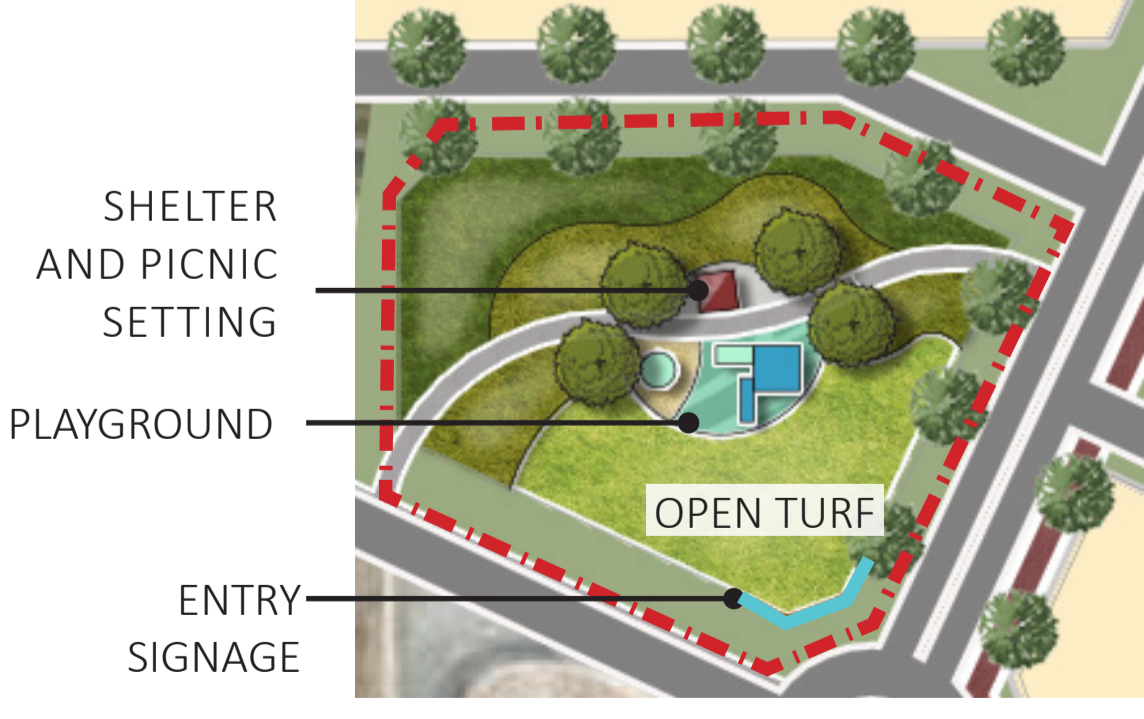 SHELTER
AND PICNIC
SETTING
PLAYGROUND
OPEN TURF
ENTRY
SIGNAGE